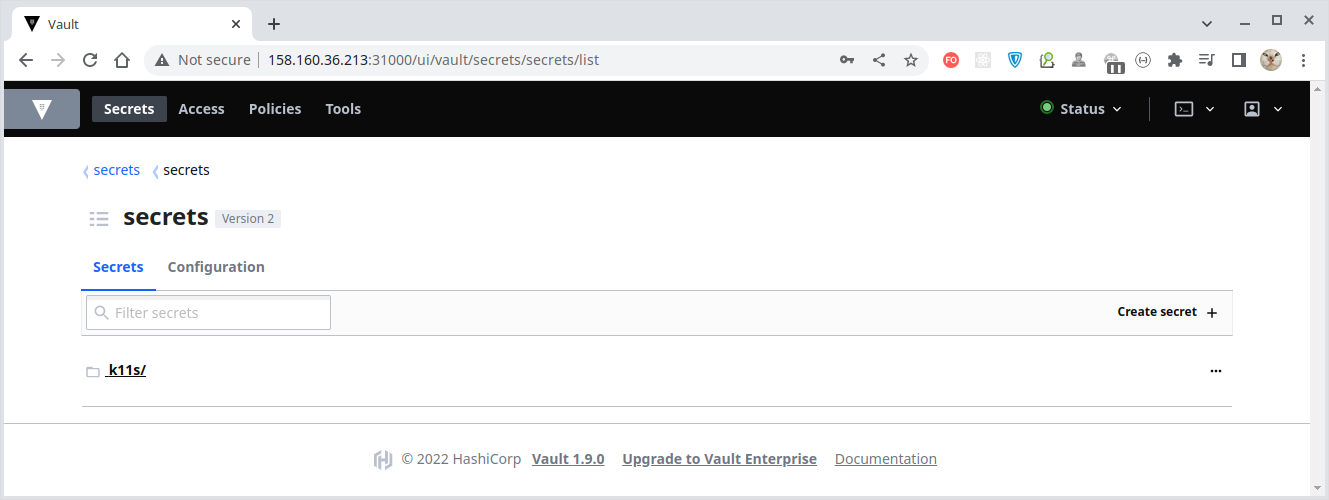 Vault
Not secure 158.160.36.213:31000/ui/vault/secrets/secrets/list
FO
Secrets Access Policies Tools Status
secrets secrets
secrets Version 2
Secrets Configuration
Filter secrets Create secret
k11s/
© 2022 HashiCorp Vault 1.9.0 Upgrade to Vault Enterprise Documentation